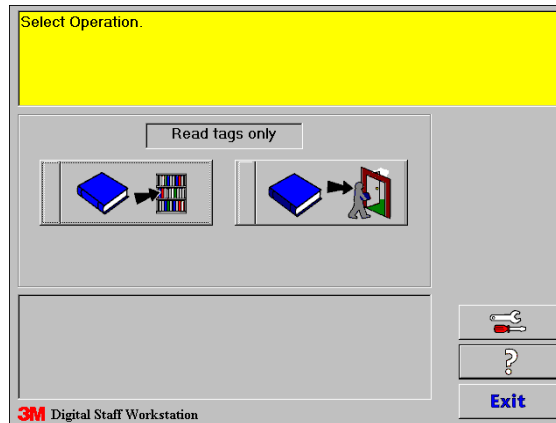 Select Operation.
Read tags only
?
Exit
3M Digital Staff Workstation